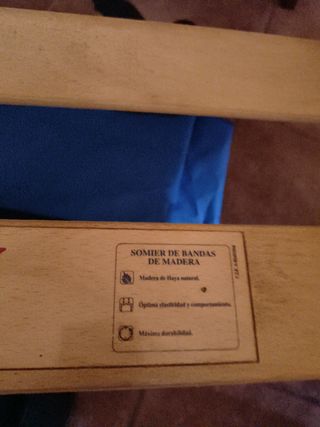 SOMIER DE BANDAS
DE MADERA
Madera de Haya natural.
Óptima elasticidad y comportamiento.
Máxima durabilidad.